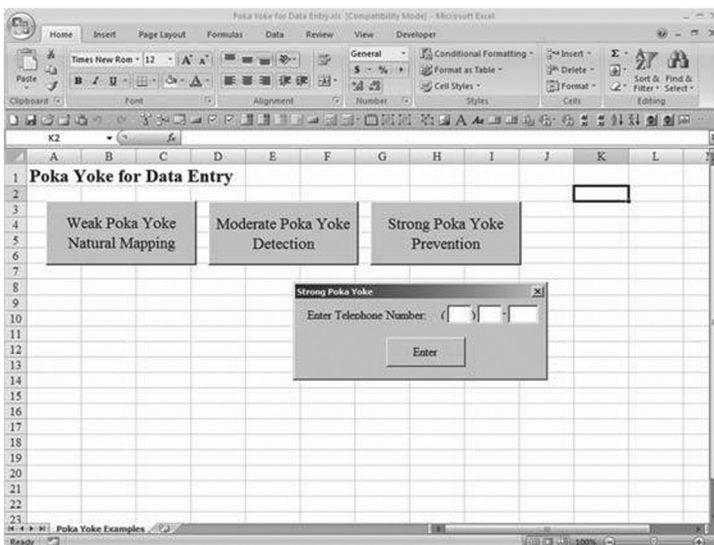 Poka Yoke for Data Entry.xls [Compatibility Mode] - Microsoft Excel
Home Insert Page Layout Formulas Data Review View Developer
Times New Rom 12 A A General Conditional Formatting Insert Σ
Paste B I U A $ % , Format as Table Delete Sort & Find &
Cell Styles Format Filter Select
Clipboard Font Alignment Number Styles Cells Editing
K2 fx
A B C D E F G H I J K L
1 Poka Yoke for Data Entry
2
3
4 Weak Poka Yoke Moderate Poka Yoke Strong Poka Yoke
5 Natural Mapping Detection Prevention
6
7
8 Strong Poka Yoke
9
10 Enter Telephone Number: ( ) -
11
12 Enter
13
14
15
16
17
18
19
20
21
22
23
Poka Yoke Examples
Ready 100%